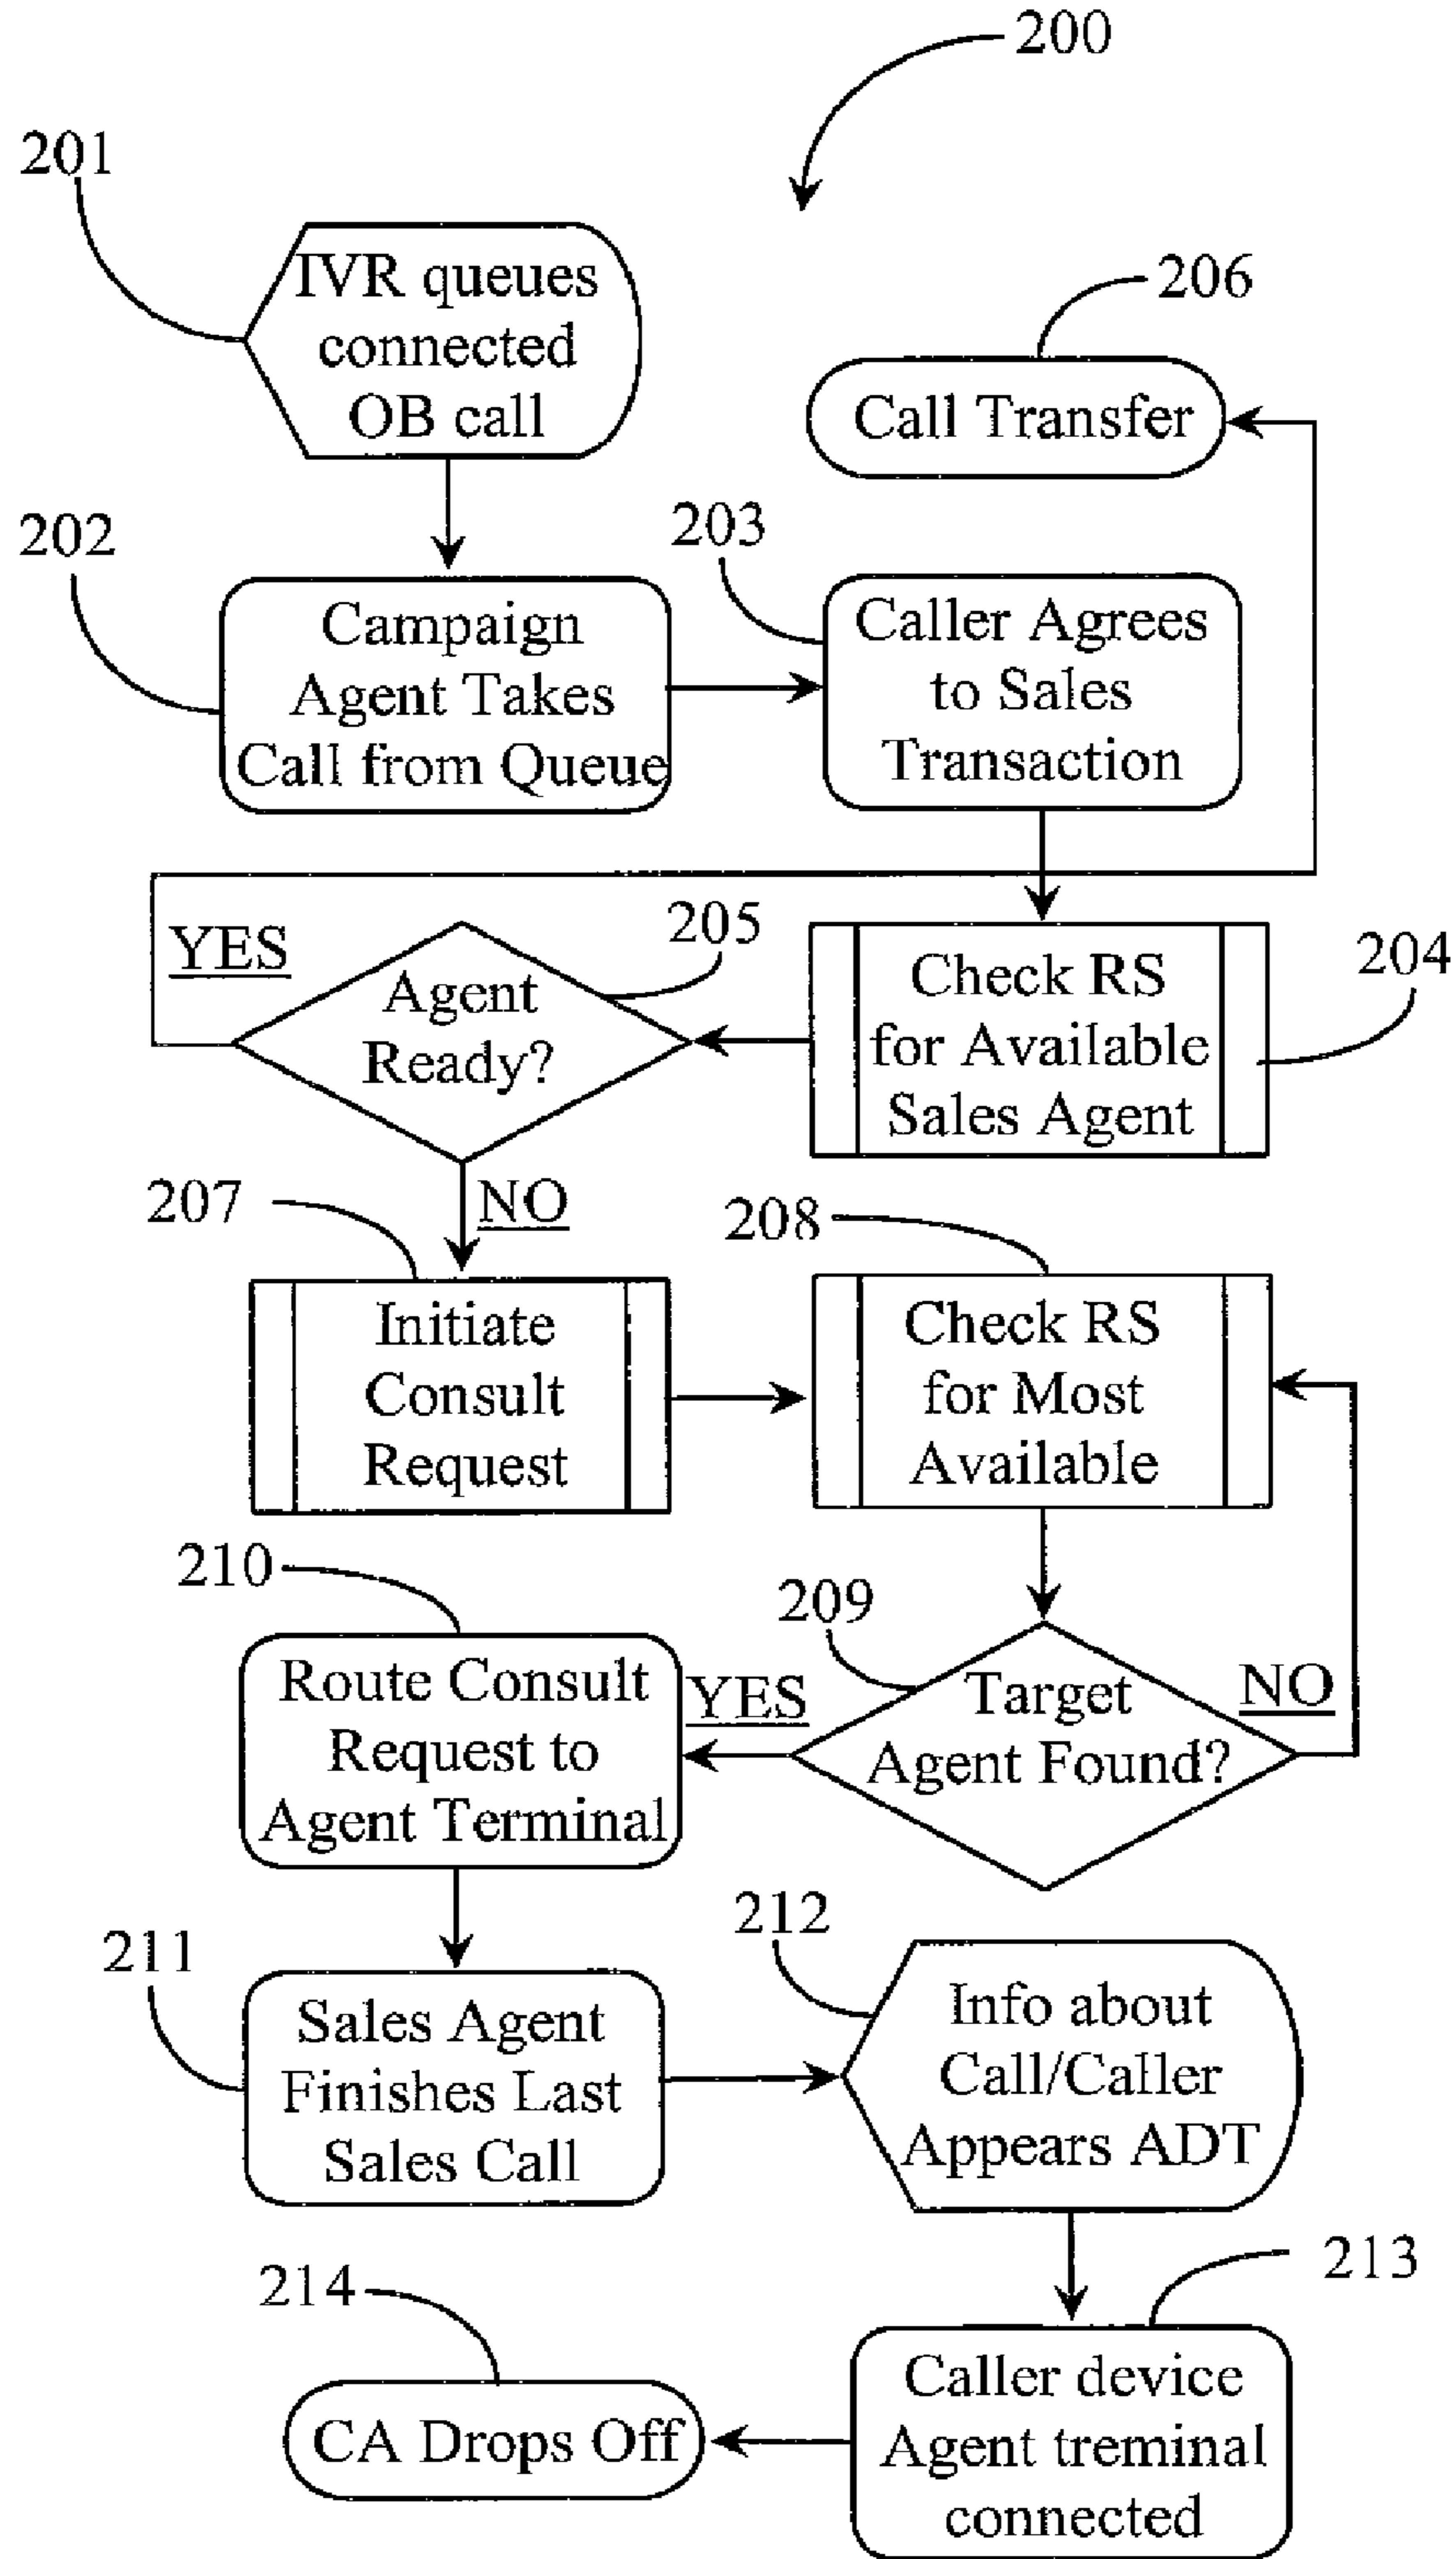 200
201
IVR queues
connected
OB call
206
Call Transfer
202
Campaign
Agent Takes
Call from Queue
203
Caller Agrees
to Sales
Transaction
YES
205
Agent
Ready?
204
Check RS
for Available
Sales Agent
NO
207
Initiate
Consult
Request
208
Check RS
for Most
Available
209
Target
Agent Found?
NO
YES
210
Route Consult
Request to
Agent Terminal
211
Sales Agent
Finishes Last
Sales Call
212
Info about
Call/Caller
Appears ADT
213
Caller device
Agent treminal
connected
214
CA Drops Off